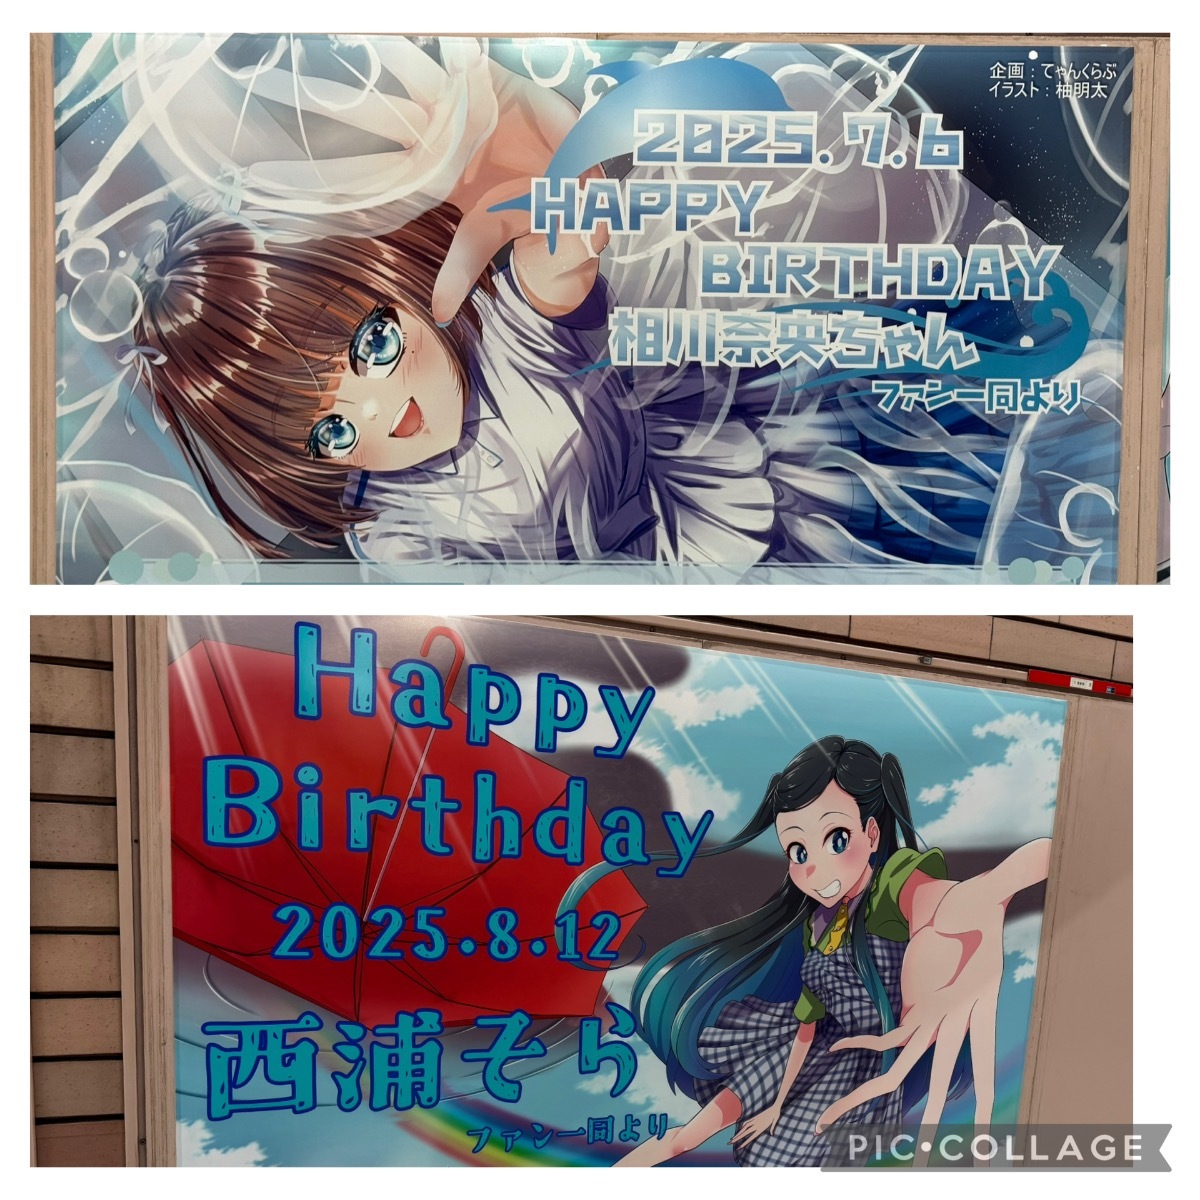 企画：てゃんくらぶ
イラスト：柚明太
2025.7.6
HAPPY
BIRTHDAY
相川奈央ちゃん
ファン一同より
Happy
Birthday
2025.8.12
西浦そら
ファン一同より
PIC•COLLAGE